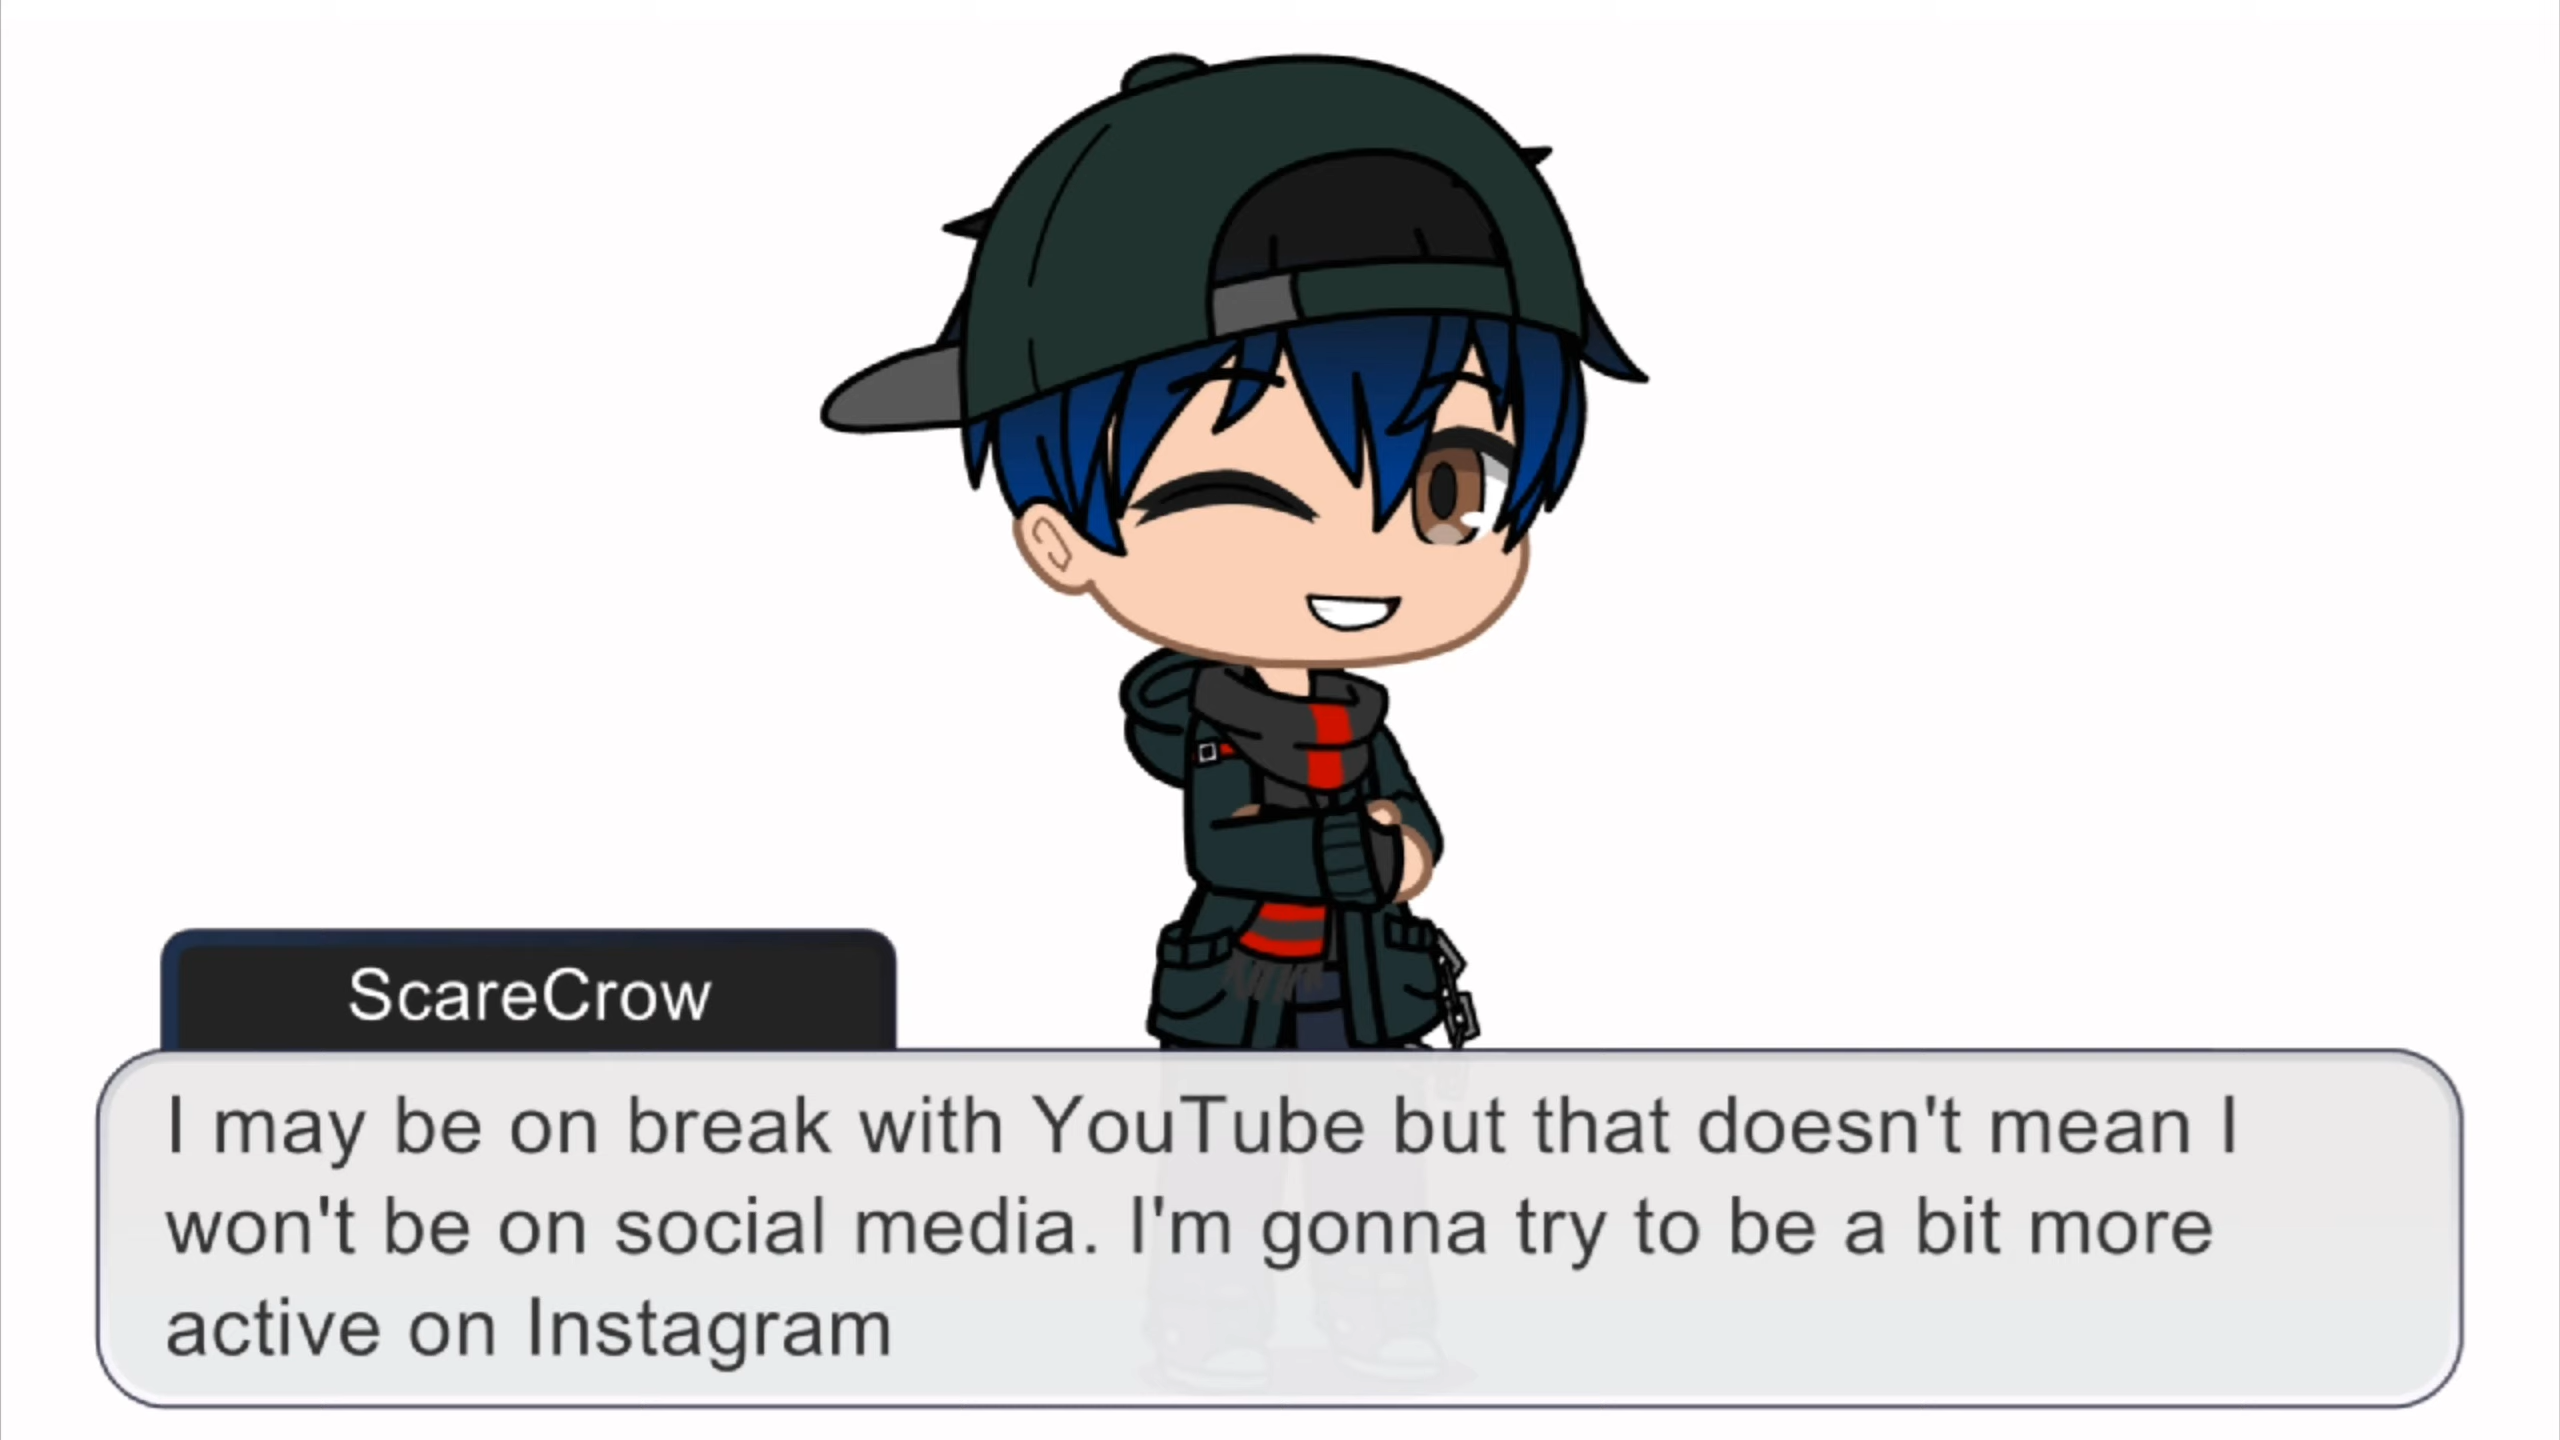 ScareCrow
I may be on break with YouTube but that doesn't mean I
won't be on social media. I'm gonna try to be a bit more
active on Instagram